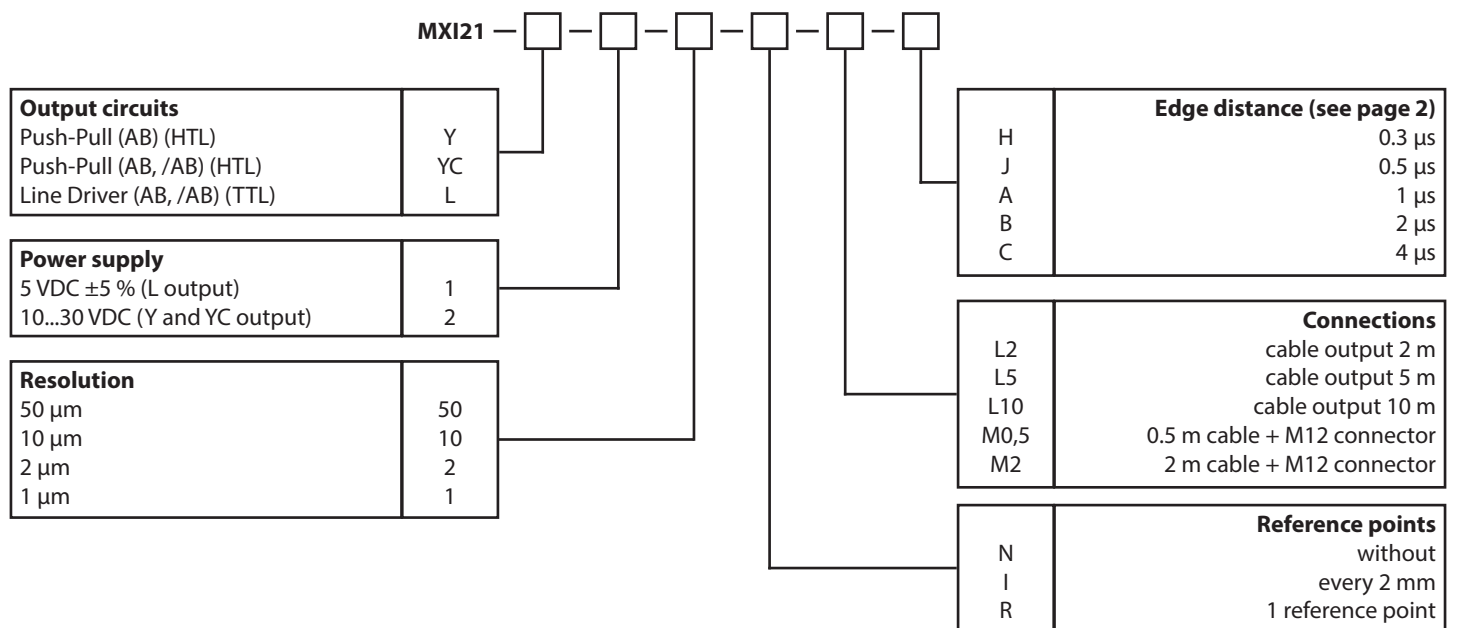 MXI21 — — — — — —
Output circuits
Push-Pull (AB) (HTL) Y
Push-Pull (AB, /AB) (HTL) YC
Line Driver (AB, /AB) (TTL) L
Power supply
5 VDC ±5 % (L output) 1
10...30 VDC (Y and YC output) 2
Resolution
50 µm 50
10 µm 10
2 µm 2
1 µm 1
Edge distance (see page 2)
H 0.3 µs
J 0.5 µs
A 1 µs
B 2 µs
C 4 µs
Connections
L2 cable output 2 m
L5 cable output 5 m
L10 cable output 10 m
M0,5 0.5 m cable + M12 connector
M2 2 m cable + M12 connector
Reference points
N without
I every 2 mm
R 1 reference point